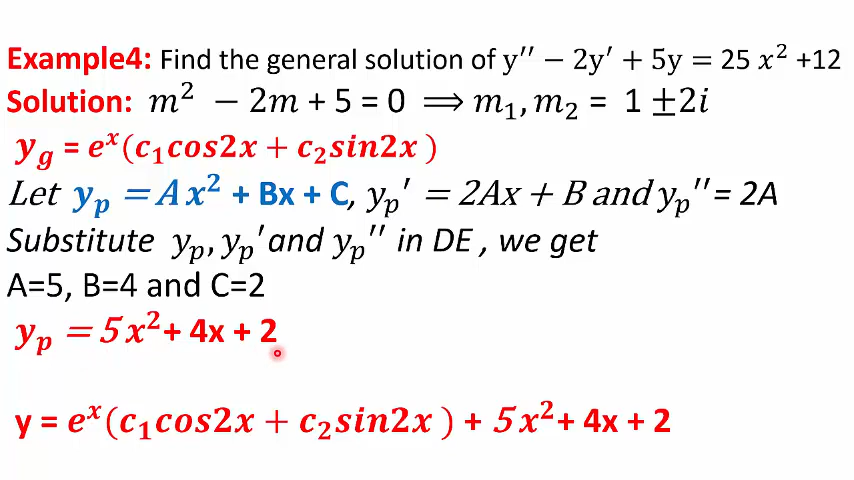 Example4: Find the general solution of y′′ − 2y′ + 5y = 25 x² +12
Solution: m² − 2m + 5 = 0 ⟹ m₁, m₂ = 1 ±2i
y_g = eˣ(c₁cos2x + c₂sin2x )
Let y_p = A x² + Bx + C, y_p′ = 2Ax + B and y_p′′ = 2A
Substitute y_p, y_p′ and y_p′′ in DE , we get
A=5, B=4 and C=2
y_p = 5x² + 4x + 2
y = eˣ(c₁cos2x + c₂sin2x ) + 5x² + 4x + 2